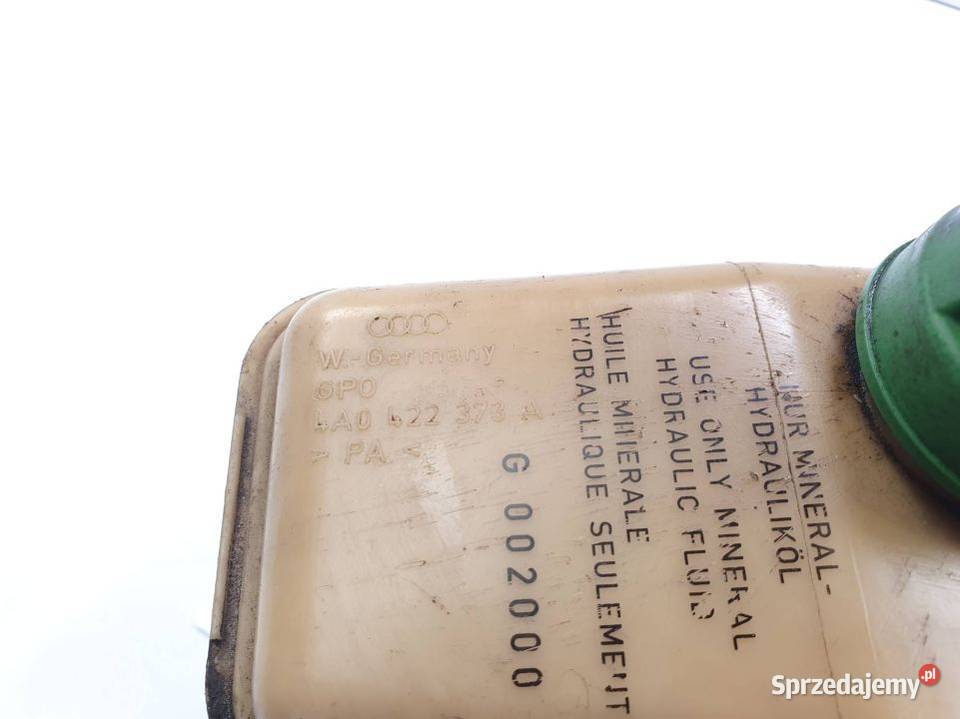 W.-Germany
GPO
4A0 422 373 A
> PA <
G 002000
HUILE MINERALE
HYDRAULIQUE SEULEMENT
USE ONLY MINERAL
HYDRAULIC FLUID
NUR MINERAL-
HYDRAULIKÖL
Sprzedajemy.pl